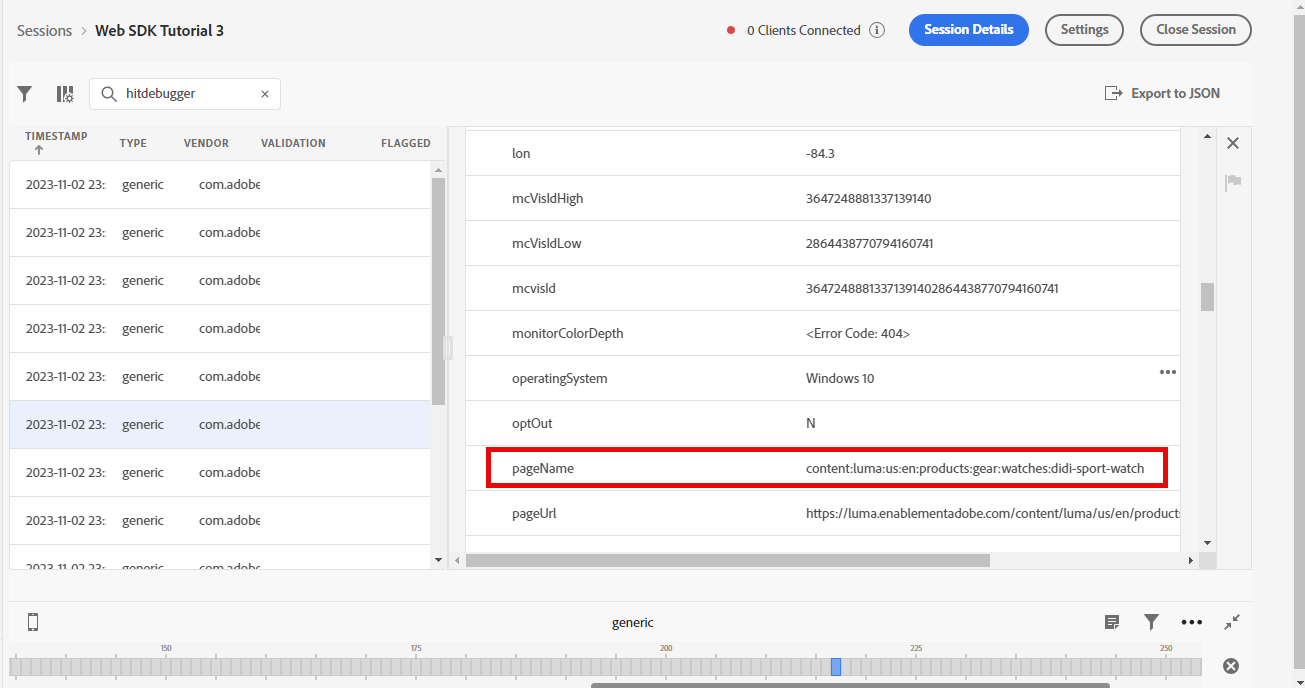 Sessions > Web SDK Tutorial 3
0 Clients Connected
Session Details
Settings
Close Session
hitdebugger
Export to JSON
TIMESTAMP TYPE VENDOR VALIDATION FLAGGED
2023-11-02 23: generic com.adobe
2023-11-02 23: generic com.adobe
2023-11-02 23: generic com.adobe
2023-11-02 23: generic com.adobe
2023-11-02 23: generic com.adobe
2023-11-02 23: generic com.adobe
2023-11-02 23: generic com.adobe
2023-11-02 23: generic com.adobe
2023-11-02 23: generic com.adobe
lon -84.3
mcVisIdHigh 3647248881337139140
mcVisIdLow 2864438770794160741
mcvisid 36472488813371391402864438770794160741
monitorColorDepth <Error Code: 404>
operatingSystem Windows 10
optOut N
pageName content:luma:us:en:products:gear:watches:didi-sport-watch
pageUrl https://luma.enablementadobe.com/content/luma/us/en/products
generic
150 175 200 225 250